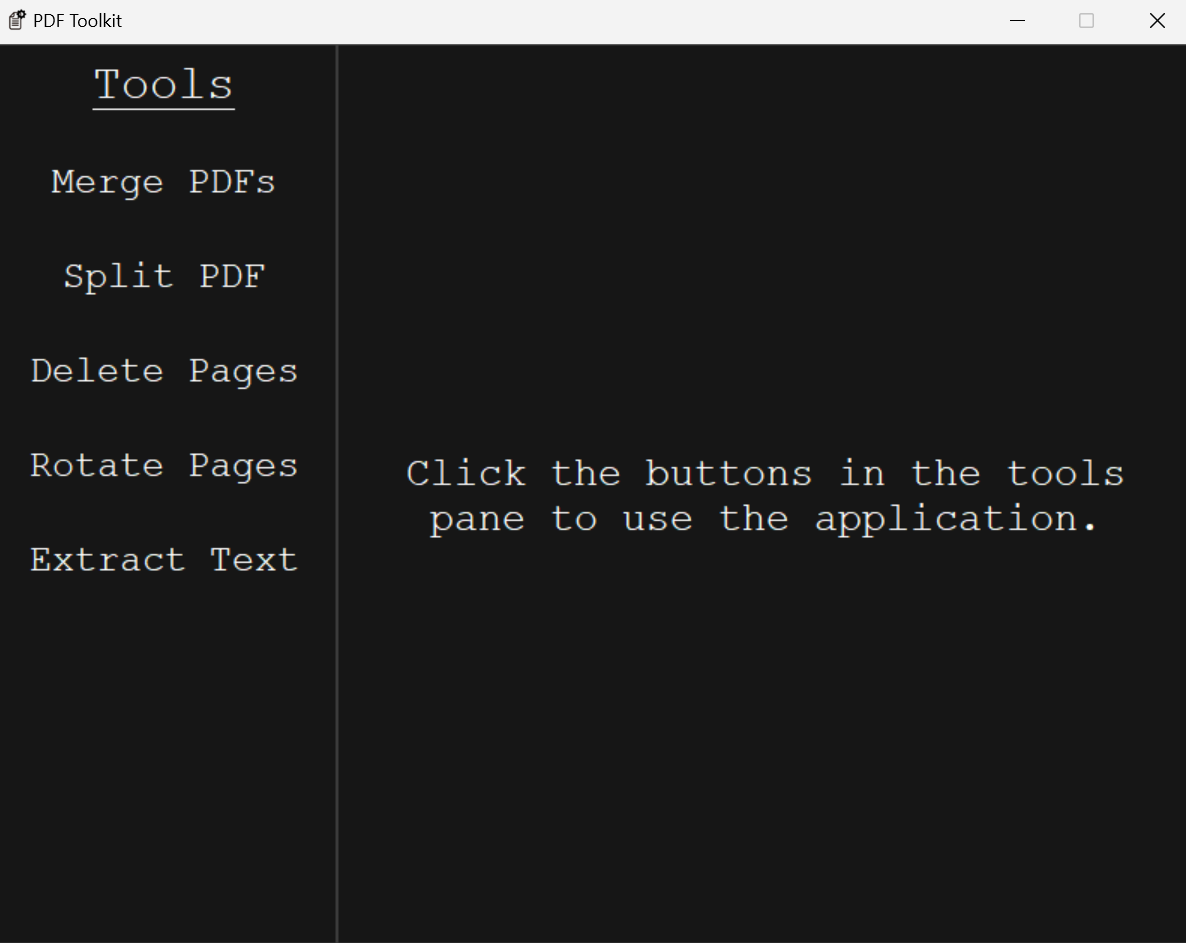 PDF Toolkit
Tools
Merge PDFs
Split PDF
Delete Pages
Rotate Pages
Extract Text
Click the buttons in the tools
pane to use the application.